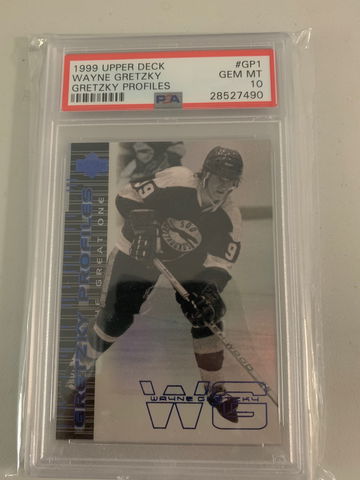 1999 UPPER DECK #GP1
WAYNE GRETZKY GEM MT
GRETZKY PROFILES 10
PSA 28527490
GRETZKY PROFILES
THE GREAT ONE
99
99
WAYNE GRETZKY
WG